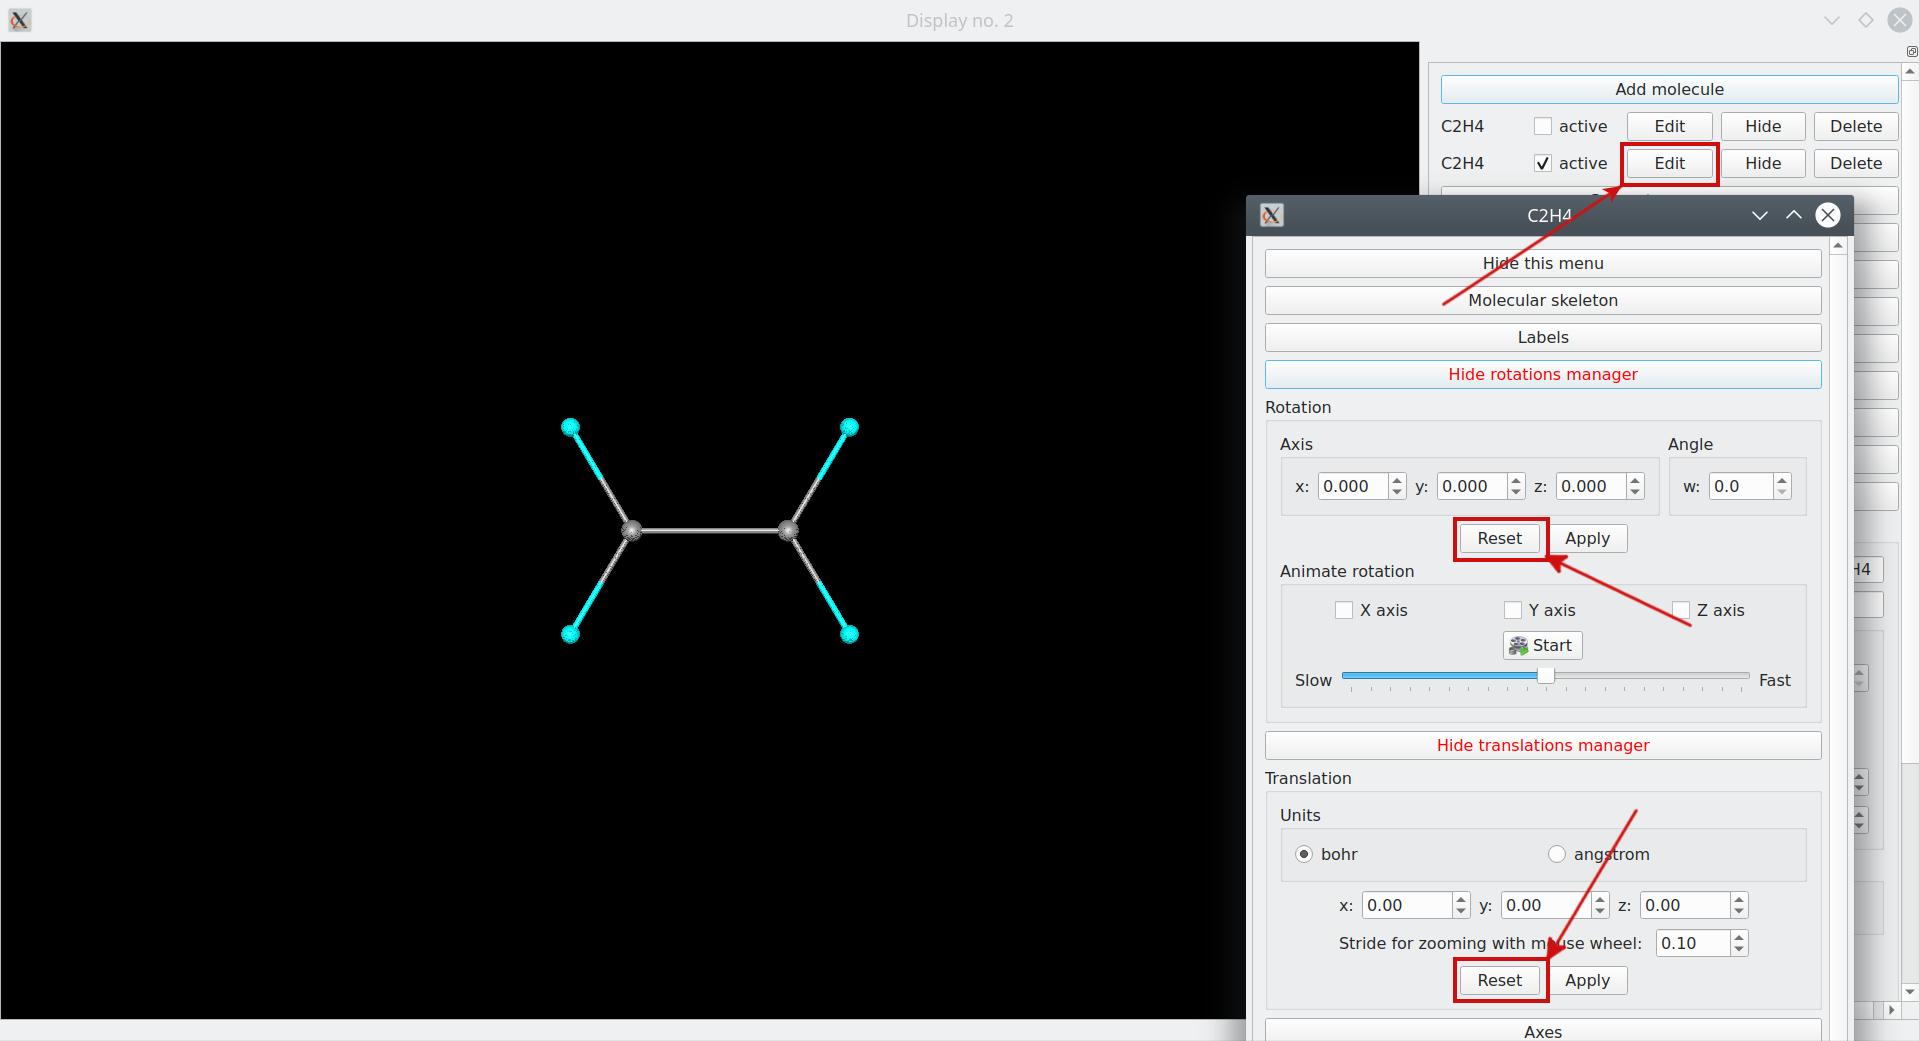 Display no. 2
Add molecule
C2H4 active Edit Hide Delete
C2H4 active Edit Hide Delete
C2H4
Hide this menu
Molecular skeleton
Labels
Hide rotations manager
Rotation
Axis Angle
x: 0.000 y: 0.000 z: 0.000 w: 0.0
Reset Apply
Animate rotation
H4
X axis Y axis Z axis
Start
Slow Fast
Hide translations manager
Translation
Units
bohr angstrom
x: 0.00 y: 0.00 z: 0.00
Stride for zooming with mouse wheel: 0.10
Reset Apply
Axes